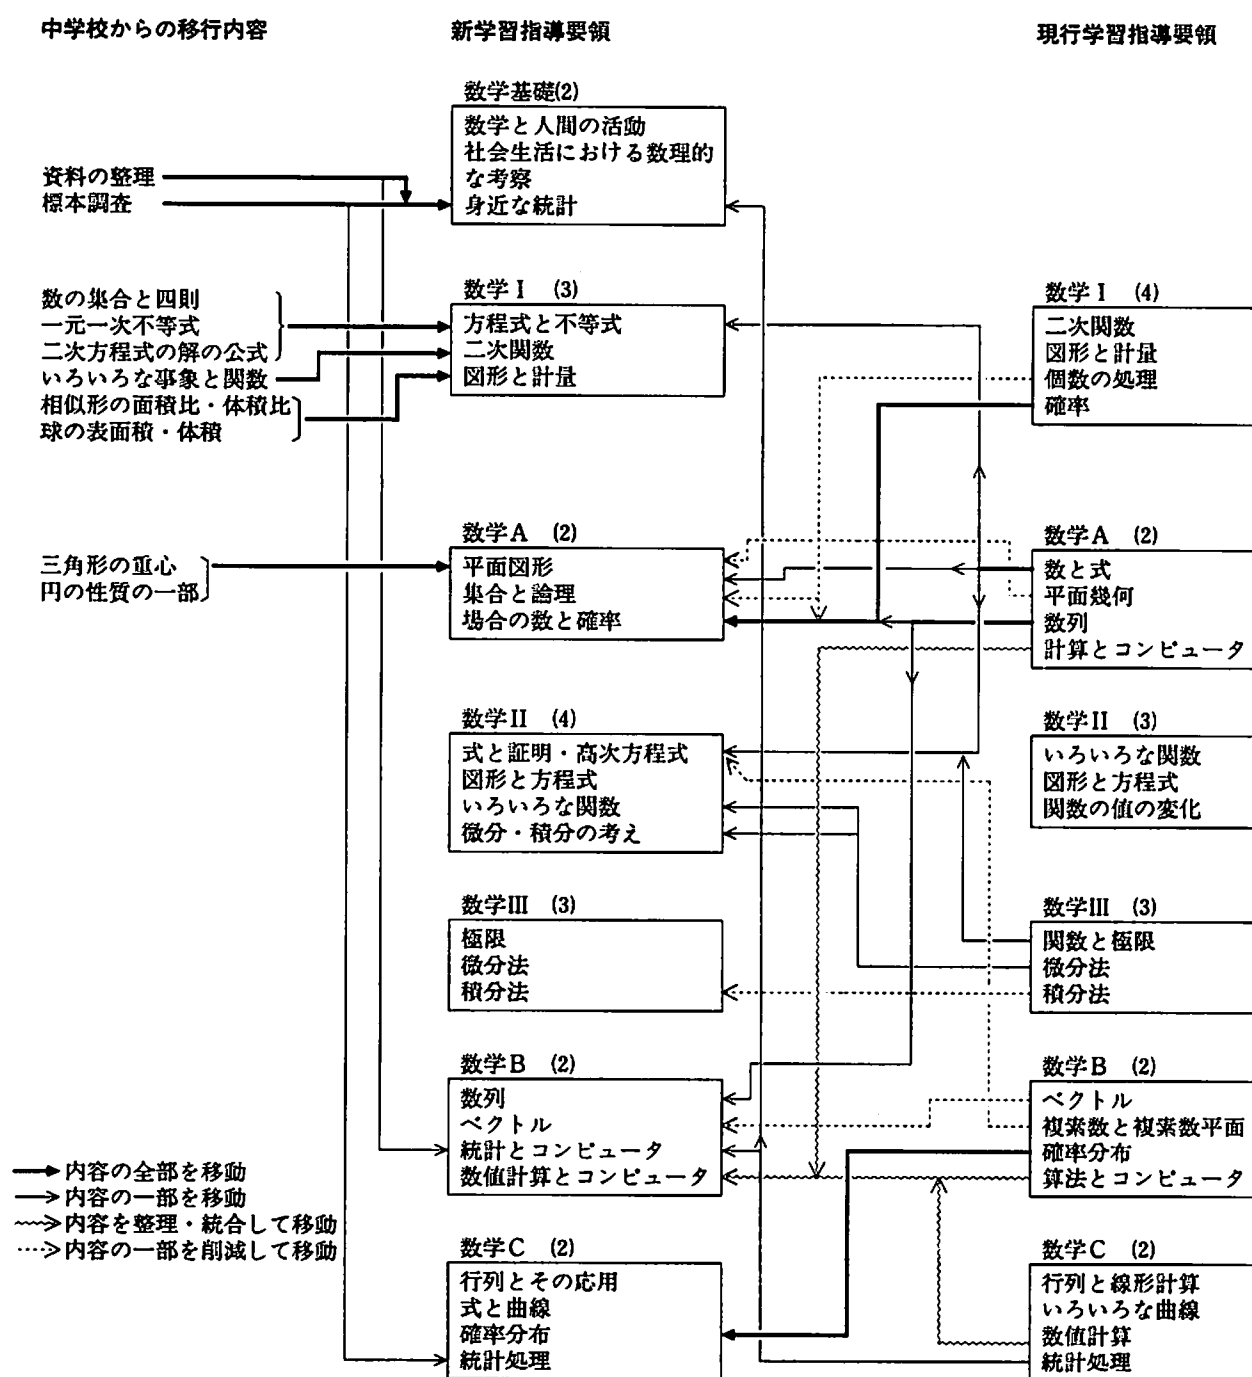 中学校からの移行内容
新学習指導要領
現行学習指導要領
資料の整理
標本調査
数の集合と四則
一元一次不等式
二次方程式の解の公式
いろいろな事象と関数
相似形の面積比・体積比
球の表面積・体積
三角形の重心
円の性質の一部
数学基礎(2)
数学と人間の活動
社会生活における数理的
な考察
身近な統計
数学Ⅰ (3)
方程式と不等式
二次関数
図形と計量
数学A (2)
平面図形
集合と論理
場合の数と確率
数学II (4)
式と証明・高次方程式
図形と方程式
いろいろな関数
微分・積分の考え
数学III (3)
極限
微分法
積分法
数学B (2)
数列
ベクトル
統計とコンピュータ
数値計算とコンピュータ
数学C (2)
行列とその応用
式と曲線
確率分布
統計処理
数学Ⅰ (4)
二次関数
図形と計量
個数の処理
確率
数学A (2)
数と式
平面幾何
数列
計算とコンピュータ
数学II (3)
いろいろな関数
図形と方程式
関数の値の変化
数学III (3)
関数と極限
微分法
積分法
数学B (2)
ベクトル
複素数と複素数平面
確率分布
算法とコンピュータ
数学C (2)
行列と線形計算
いろいろな曲線
数値計算
統計処理
内容の全部を移動
内容の一部を移動
内容を整理・統合して移動
内容の一部を削減して移動